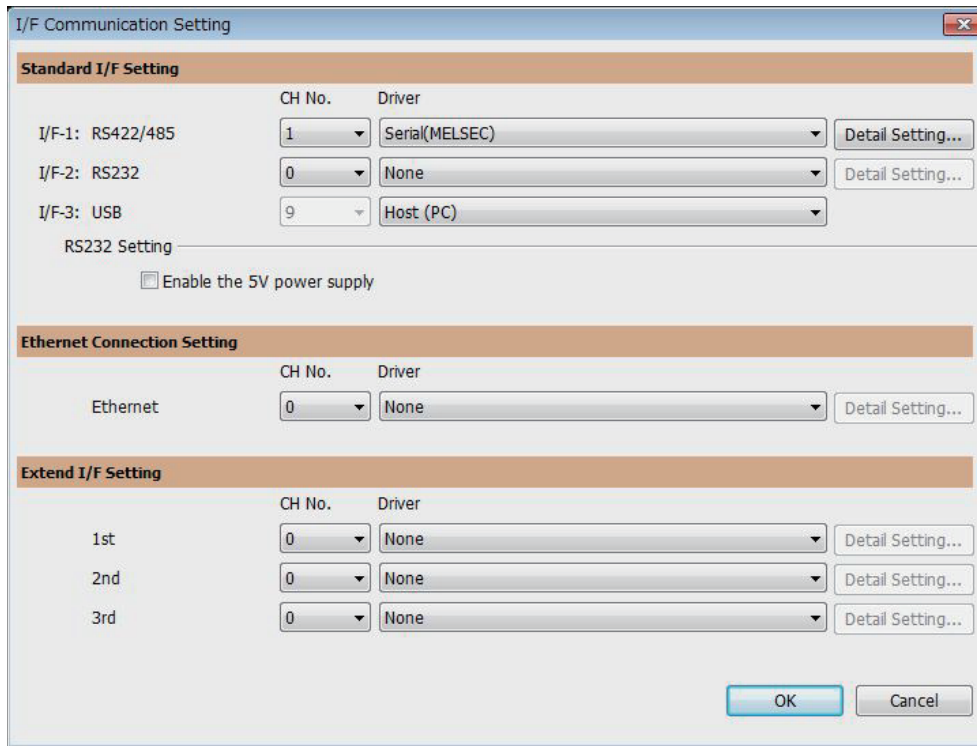 I/F Communication Setting
Standard I/F Setting
CH No. Driver
I/F-1: RS422/485 1 Serial(MELSEC) Detail Setting...
I/F-2: RS232 0 None Detail Setting...
I/F-3: USB 9 Host (PC)
RS232 Setting
Enable the 5V power supply
Ethernet Connection Setting
CH No. Driver
Ethernet 0 None Detail Setting...
Extend I/F Setting
CH No. Driver
1st 0 None Detail Setting...
2nd 0 None Detail Setting...
3rd 0 None Detail Setting...
OK Cancel